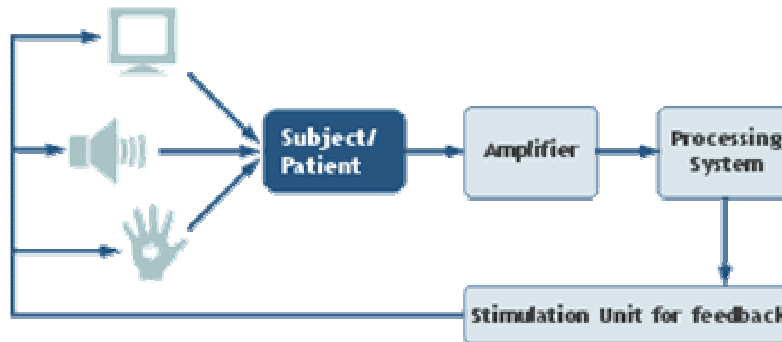 Subject/
Patient
Amplifier
Processing
System
Stimulation Unit for feedback